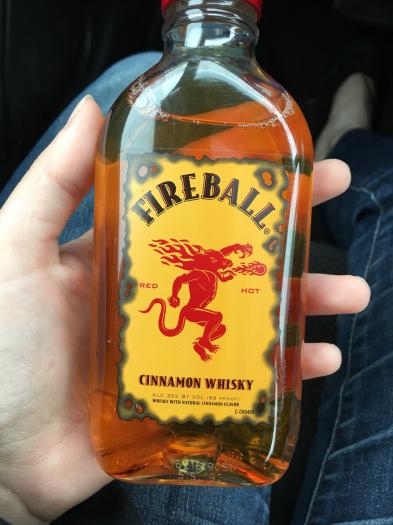 FIREBALL®
RED HOT
CINNAMON WHISKY
ALC 33% BY VOL (66 PROOF)
WHISKY WITH NATURAL CINNAMON FLAVOR